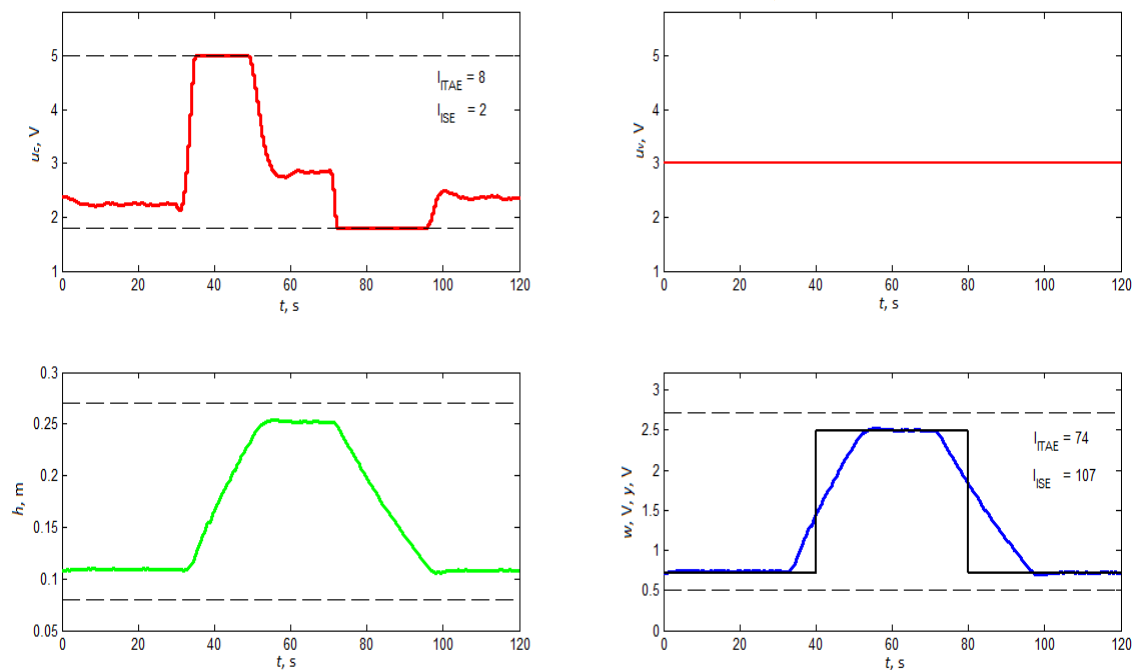 5
4
3
2
1
u_c, V
I_ITAE = 8
I_ISE = 2
0 20 40 60 80 100 120
t, s
5
4
3
2
1
u_v, V
0 20 40 60 80 100 120
t, s
0.3
0.25
0.2
0.15
0.1
0.05
h, m
0 20 40 60 80 100 120
t, s
3
2.5
2
1.5
1
0.5
0
w, V, y, V
I_ITAE = 74
I_ISE = 107
0 20 40 60 80 100 120
t, s